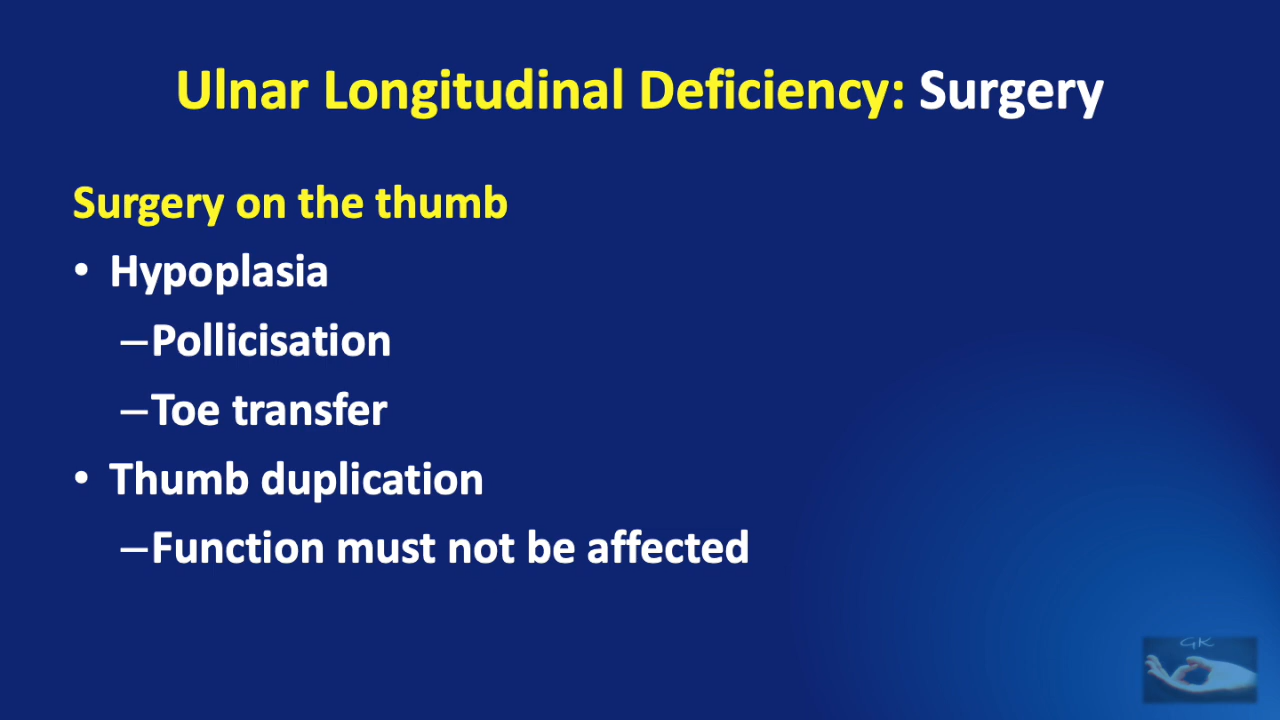 Ulnar Longitudinal Deficiency: Surgery
Surgery on the thumb
• Hypoplasia
–Pollicisation
–Toe transfer
• Thumb duplication
–Function must not be affected
GK